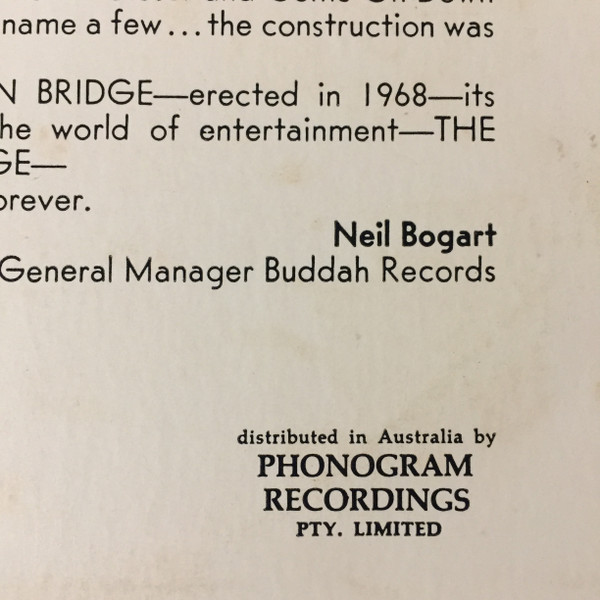 name a few...the construction was
N BRIDGE—erected in 1968—its
he world of entertainment—THE
GE—
orever.
Neil Bogart
General Manager Buddah Records
distributed in Australia by
PHONOGRAM
RECORDINGS
PTY. LIMITED